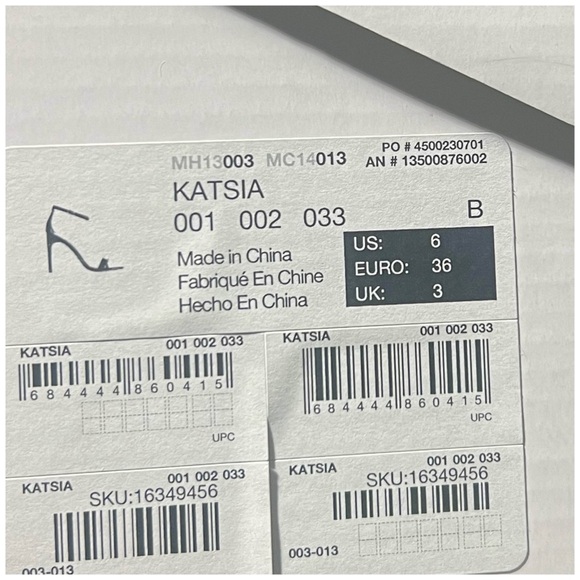 PO # 4500230701
MH13003 MC14013 AN # 13500876002
KATSIA
001 002 033 B
Made in China
Fabriqué En Chine
Hecho En China
US: 6
EURO: 36
UK: 3
KATSIA 001 002 033
6 84444 86041 5
UPC
KATSIA 001 002 033
6 84444 86041 5
UPC
KATSIA 001 002 033
SKU:16349456
003-013
KATSIA 001 002 033
SKU:16349456
003-013